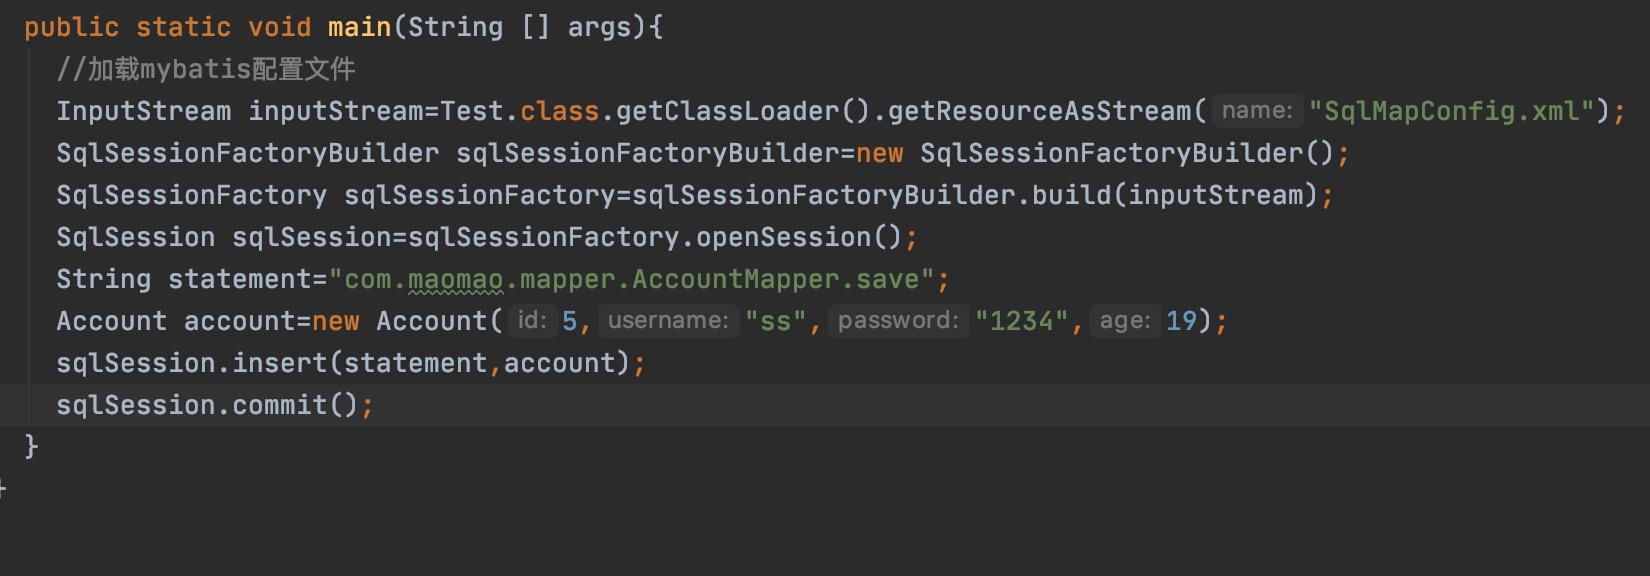 public static void main(String [] args){
//加载mybatis配置文件
InputStream inputStream=Test.class.getClassLoader().getResourceAsStream( name: "SqlMapConfig.xml");
SqlSessionFactoryBuilder sqlSessionFactoryBuilder=new SqlSessionFactoryBuilder();
SqlSessionFactory sqlSessionFactory=sqlSessionFactoryBuilder.build(inputStream);
SqlSession sqlSession=sqlSessionFactory.openSession();
String statement="com.maomao.mapper.AccountMapper.save";
Account account=new Account( id: 5, username: "ss", password: "1234", age: 19);
sqlSession.insert(statement,account);
sqlSession.commit();
}